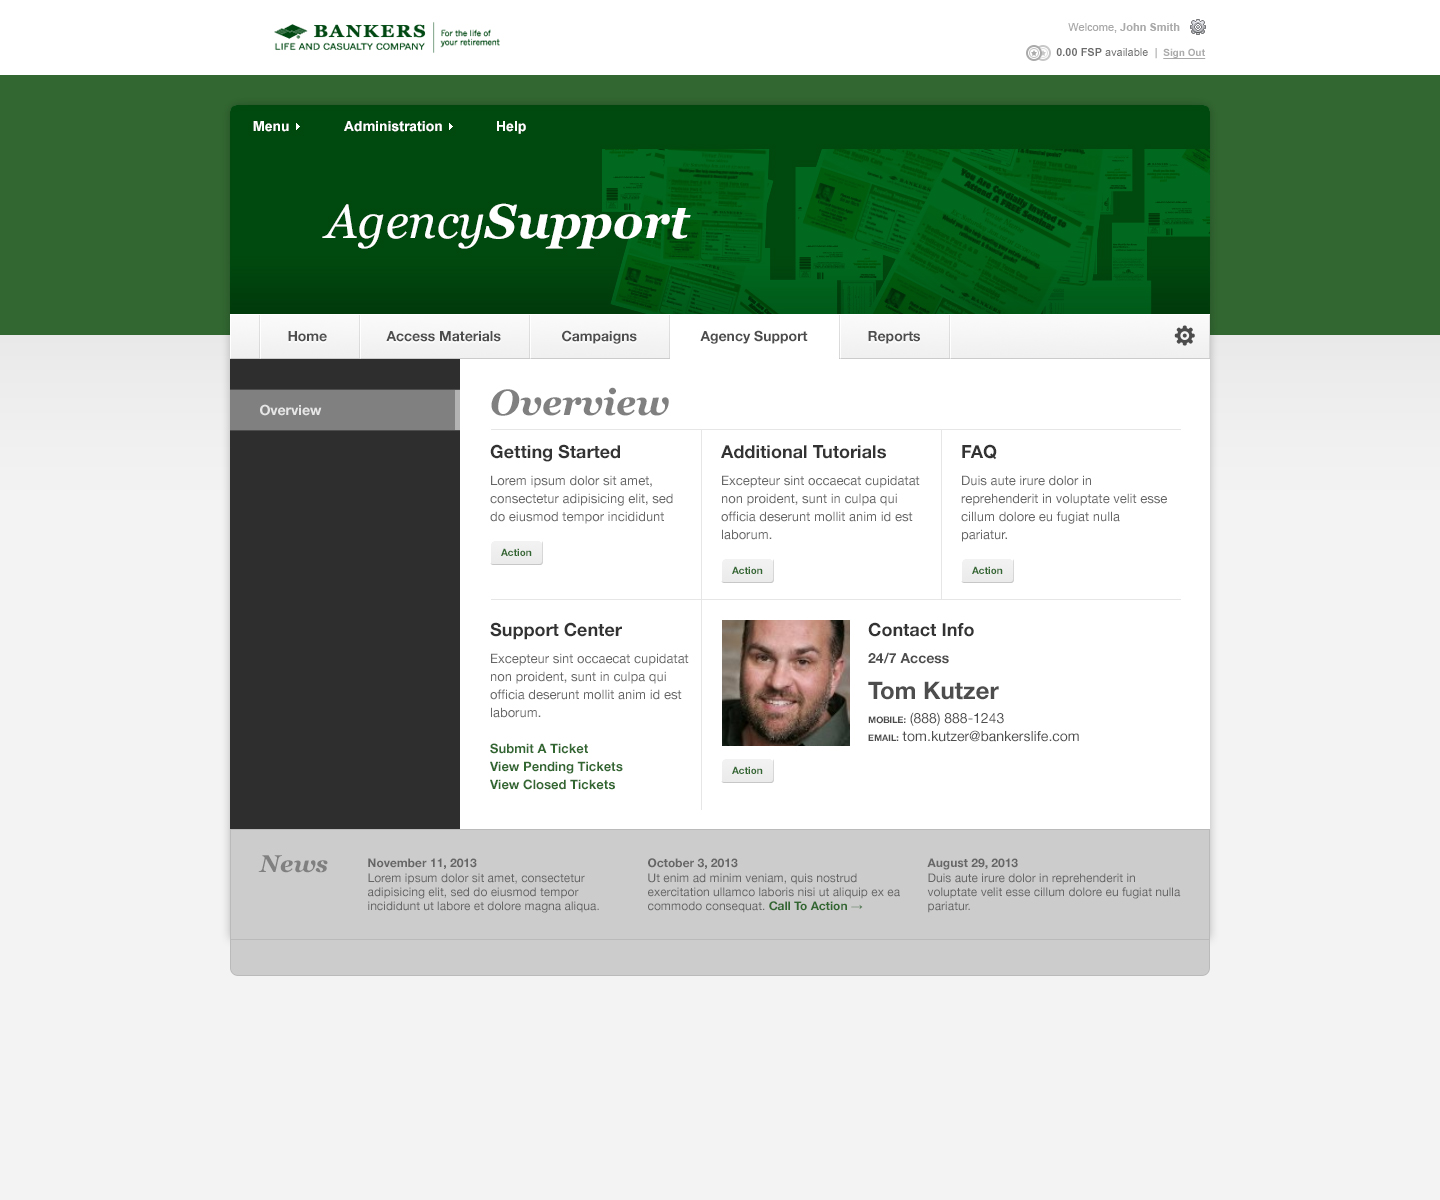 BANKERS
LIFE AND CASUALTY COMPANY
For the life of
your retirement
Welcome, John Smith
0.00 FSP available | Sign Out
Menu
Administration
Help
You Are Cordially Invited to
Attend A Free Seminar
AgencySupport
Home
Access Materials
Campaigns
Agency Support
Reports
Overview
Overview
Getting Started
Lorem ipsum dolor sit amet,
consectetur adipisicing elit, sed
do eiusmod tempor incididunt
Action
Additional Tutorials
Excepteur sint occaecat cupidatat
non proident, sunt in culpa qui
officia deserunt mollit anim id est
laborum.
Action
FAQ
Duis aute irure dolor in
reprehenderit in voluptate velit esse
cillum dolore eu fugiat nulla
pariatur.
Action
Support Center
Excepteur sint occaecat cupidatat
non proident, sunt in culpa qui
officia deserunt mollit anim id est
laborum.
Submit A Ticket
View Pending Tickets
View Closed Tickets
Contact Info
24/7 Access
Tom Kutzer
MOBILE: (888) 888-1243
EMAIL: tom.kutzer@bankerslife.com
Action
News
November 11, 2013
Lorem ipsum dolor sit amet, consectetur
adipisicing elit, sed do eiusmod tempor
incididunt ut labore et dolore magna aliqua.
October 3, 2013
Ut enim ad minim veniam, quis nostrud
exercitation ullamco laboris nisi ut aliquip ex ea
commodo consequat. Call To Action →
August 29, 2013
Duis aute irure dolor in reprehenderit in
voluptate velit esse cillum dolore eu fugiat nulla
pariatur.